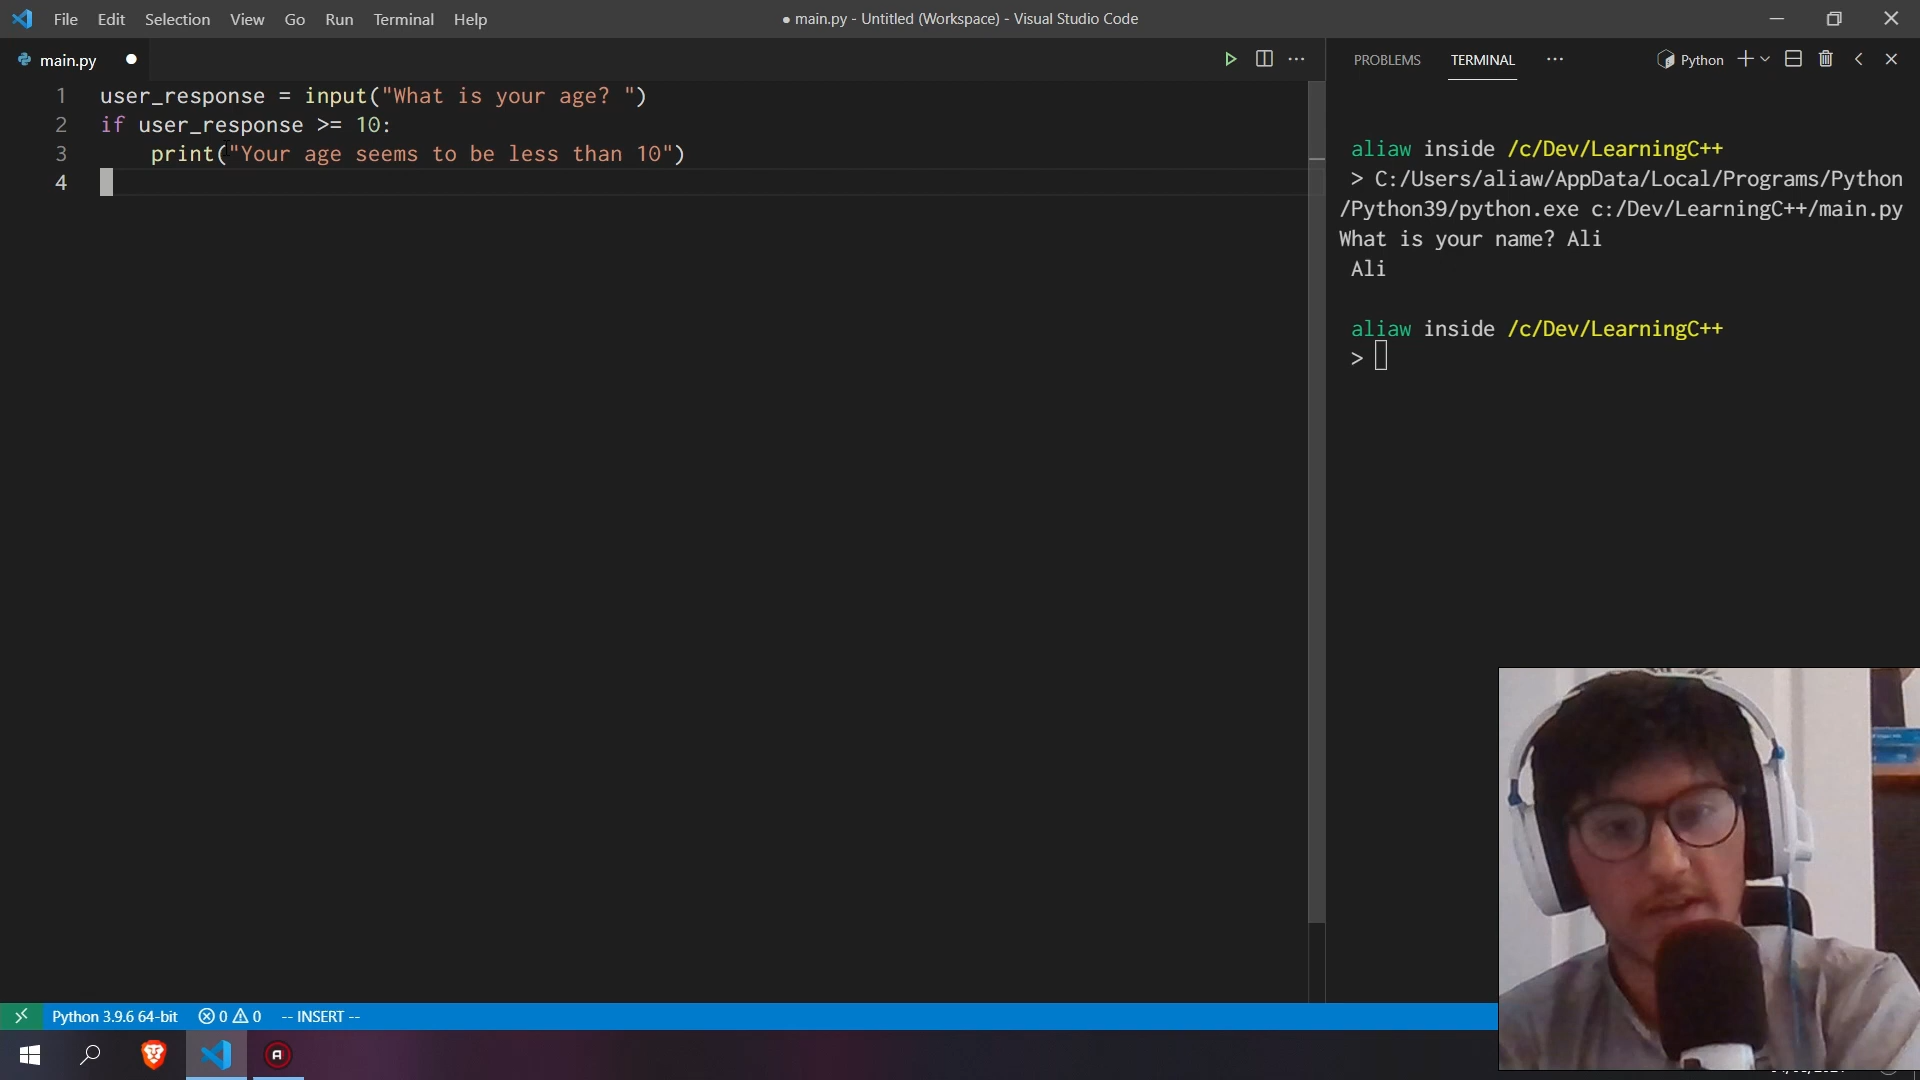 File Edit Selection View Go Run Terminal Help
● main.py - Untitled (Workspace) - Visual Studio Code
main.py
1 user_response = input("What is your age? ")
2 if user_response >= 10:
3 print("Your age seems to be less than 10")
4
PROBLEMS TERMINAL ··· Python
aliaw inside /c/Dev/LearningC++
> C:/Users/aliaw/AppData/Local/Programs/Python
/Python39/python.exe c:/Dev/LearningC++/main.py
What is your name? Ali
Ali
aliaw inside /c/Dev/LearningC++
>
Python 3.9.6 64-bit 0 0 -- INSERT --